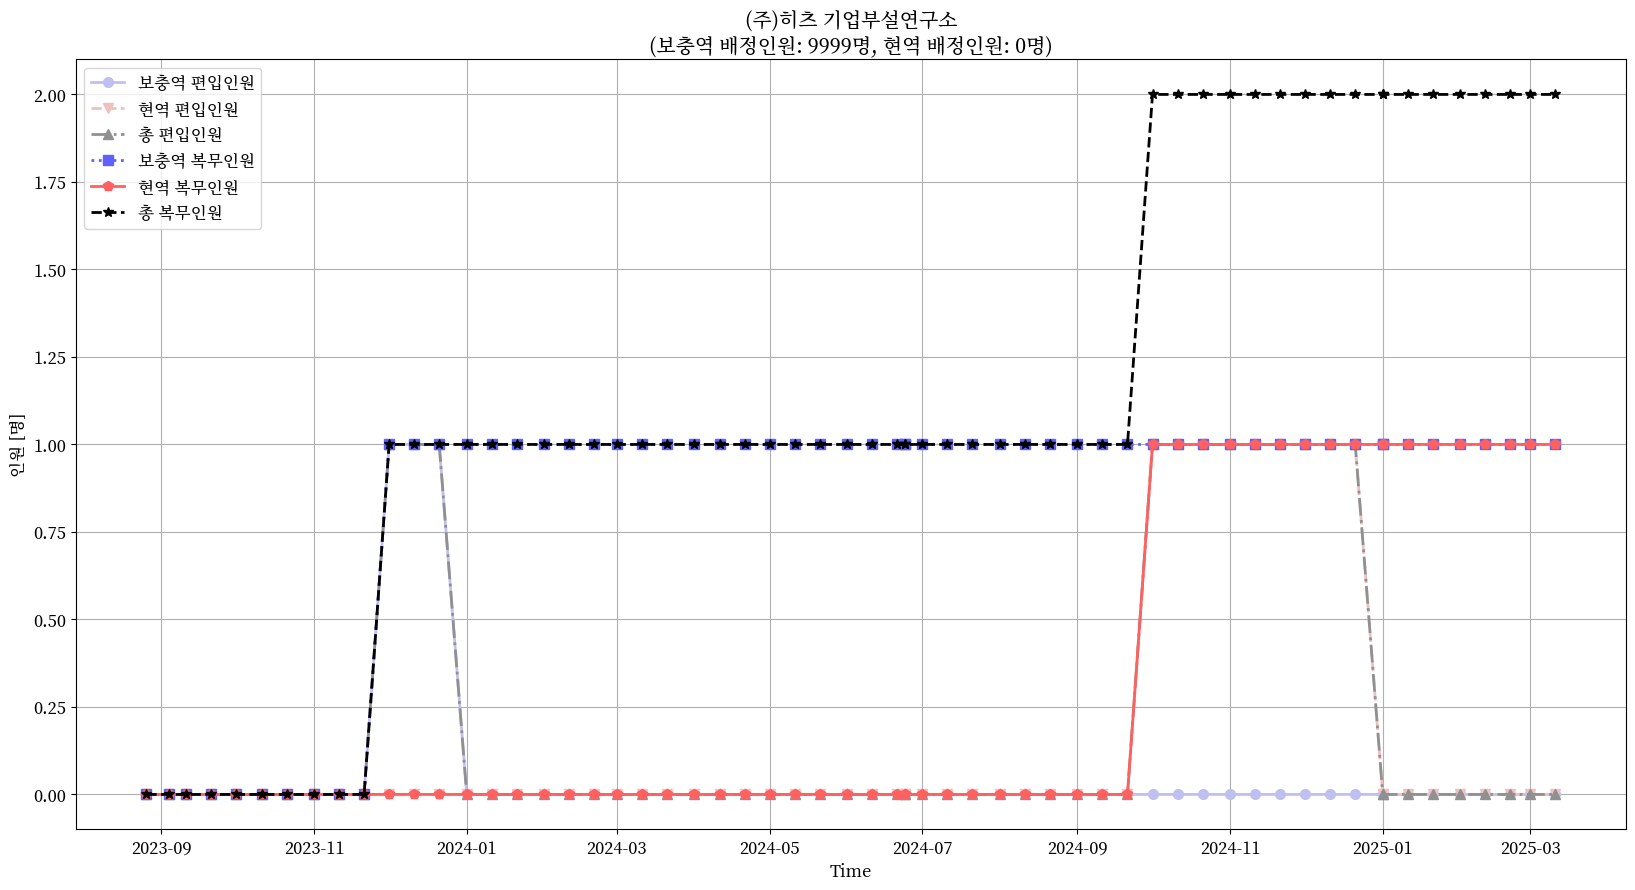 (주)히츠 기업부설연구소
(보충역 배정인원: 9999명, 현역 배정인원: 0명)
보충역 편입인원
현역 편입인원
총 편입인원
보충역 복무인원
현역 복무인원
총 복무인원
인원 [명]
2.00
1.75
1.50
1.25
1.00
0.75
0.50
0.25
0.00
2023-09
2023-11
2024-01
2024-03
2024-05
2024-07
2024-09
2024-11
2025-01
2025-03
Time